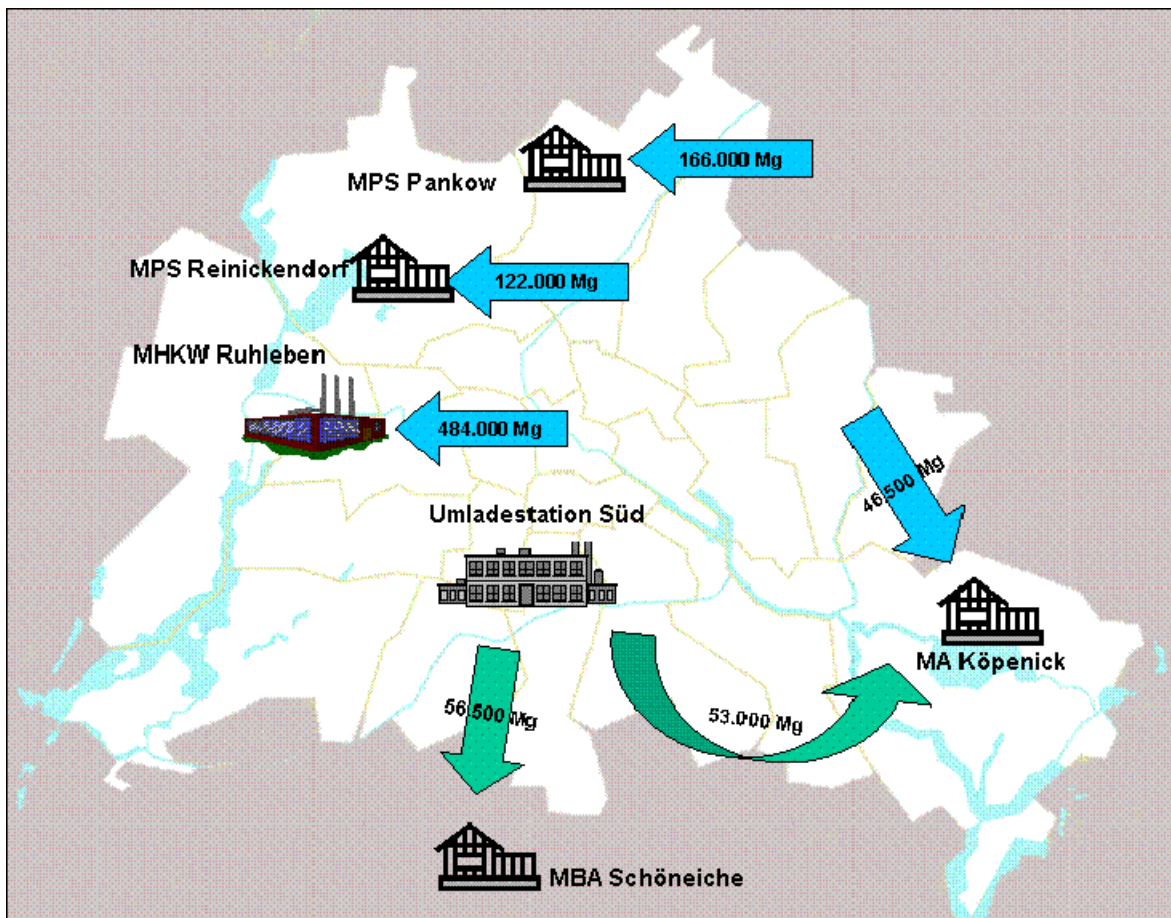 166.000 Mg
MPS Pankow
MPS Reinickendorf
122.000 Mg
MHKW Ruhleben
484.000 Mg
46.500 Mg
Umladestation Süd
MA Köpenick
56.500 Mg
53.000 Mg
MBA Schöneiche